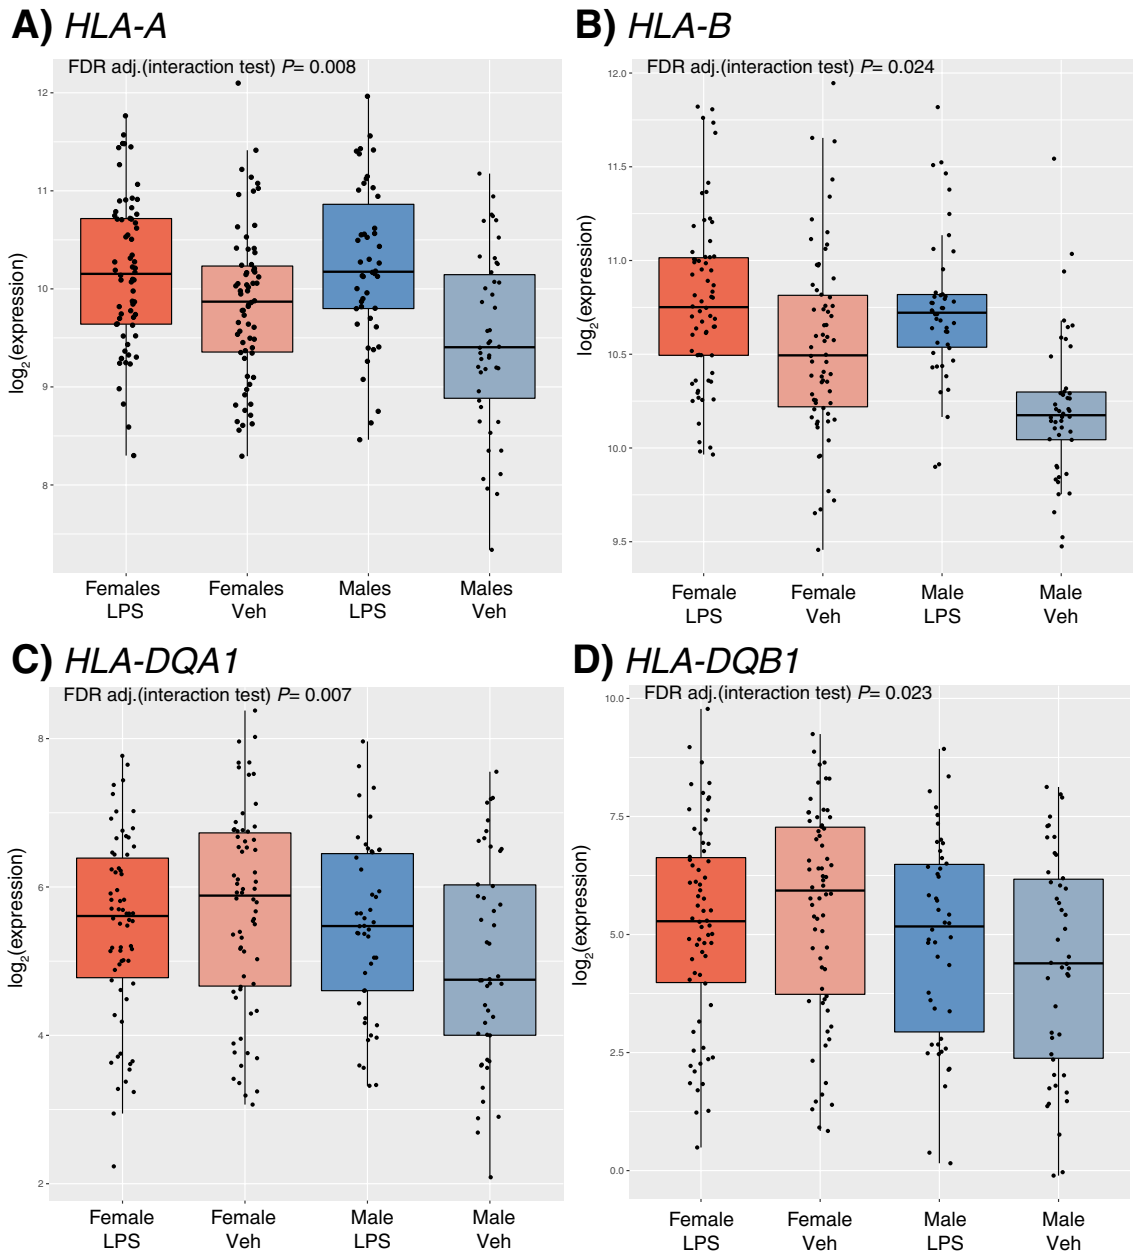 A) HLA-A
FDR adj.(interaction test) P= 0.008
12
11
10
9
8
log2(expression)
Females LPS
Females Veh
Males LPS
Males Veh
B) HLA-B
FDR adj.(interaction test) P= 0.024
12.0
11.5
11.0
10.5
10.0
9.5
log2(expression)
Female LPS
Female Veh
Male LPS
Male Veh
C) HLA-DQA1
FDR adj.(interaction test) P= 0.007
8
6
4
2
log2(expression)
Female LPS
Female Veh
Male LPS
Male Veh
D) HLA-DQB1
FDR adj.(interaction test) P= 0.023
10.0
7.5
5.0
2.5
0.0
log2(expression)
Female LPS
Female Veh
Male LPS
Male Veh